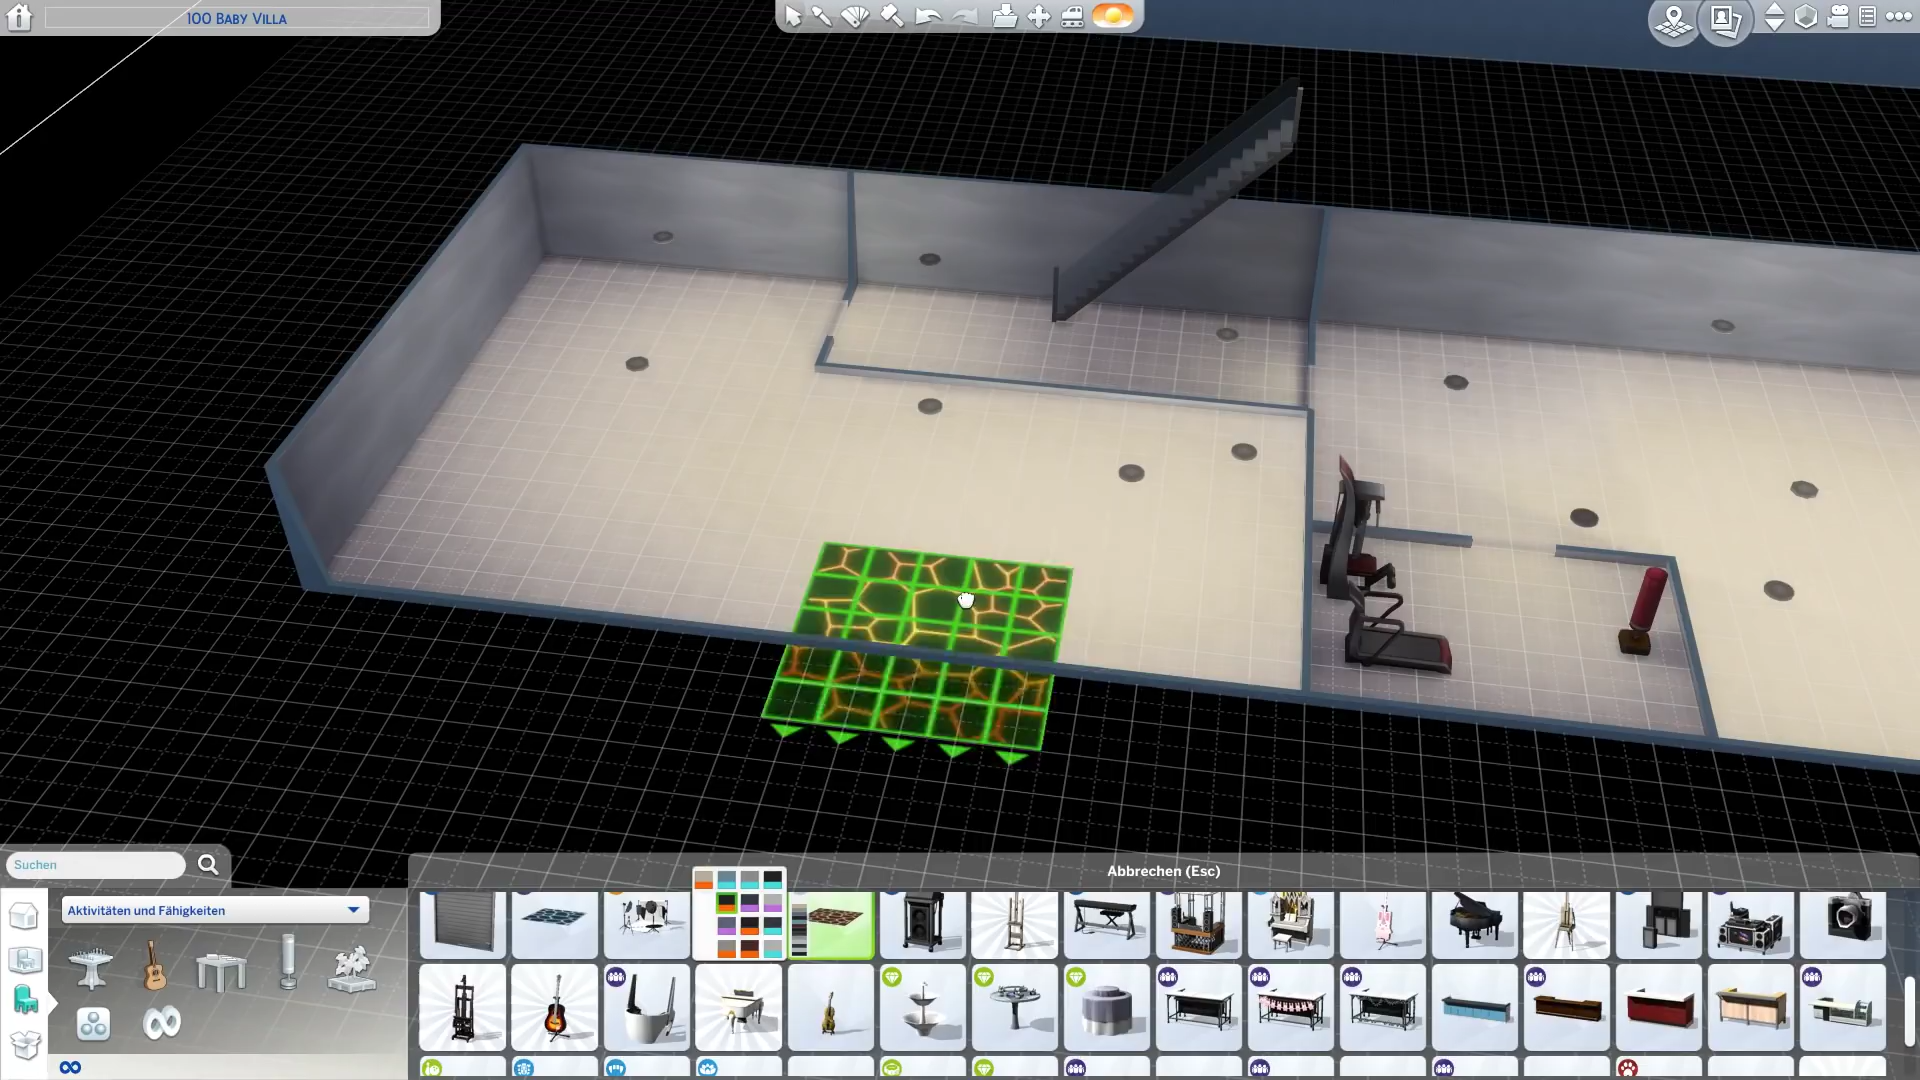 100 Baby Villa
Suchen
Abbrechen (Esc)
Aktivitäten und Fähigkeiten